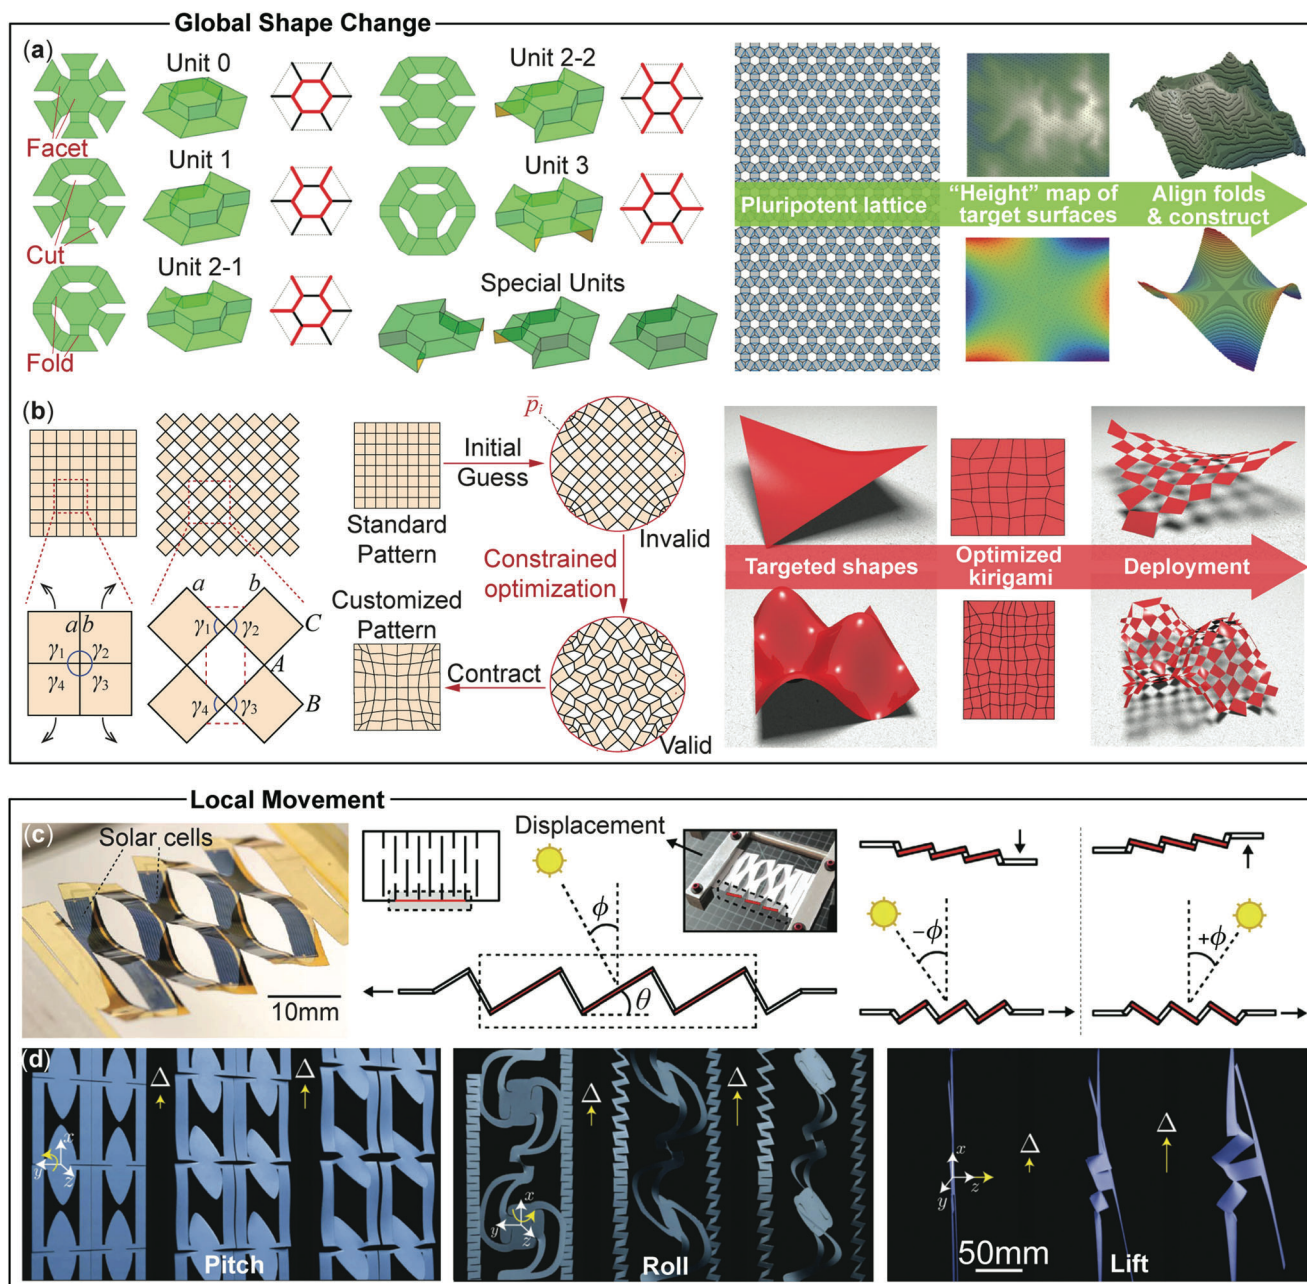 Global Shape Change
(a)
Unit 0
Unit 2-2
Facet
Unit 1
Unit 3
Cut
Unit 2-1
Special Units
Fold
Pluripotent lattice
“Height” map of
target surfaces
Align folds
& construct
(b)
a
b
γ1
γ2
γ4
γ3
a
b
γ1
γ2
C
A
γ4
γ3
B
Standard
Pattern
Initial
Guess
p̄i
Invalid
Constrained
optimization
Customized
Pattern
Contract
Valid
Targeted shapes
Optimized
kirigami
Deployment
Local Movement
(c)
Solar cells
10mm
Displacement
ϕ
θ
−ϕ
+ϕ
(d)
Δ
Δ
x
y
z
Pitch
Δ
Δ
x
y
z
Roll
Δ
Δ
x
y
z
50mm
Lift